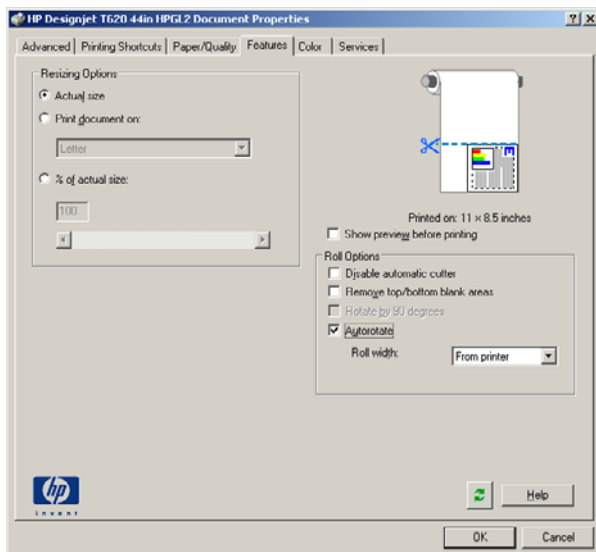 HP Designjet T620 44in HPGL2 Document Properties
Advanced
Printing Shortcuts
Paper/Quality
Features
Color
Services
Resizing Options
Actual size
Print document on:
Letter
% of actual size:
100
Printed on: 11 × 8.5 inches
Show preview before printing
Roll Options
Disable automatic cutter
Remove top/bottom blank areas
Rotate by 90 degrees
Autorotate
Roll width:
From printer
hp
invent
Help
OK
Cancel